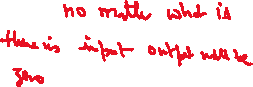 no matter what is
there is input output will be
zero